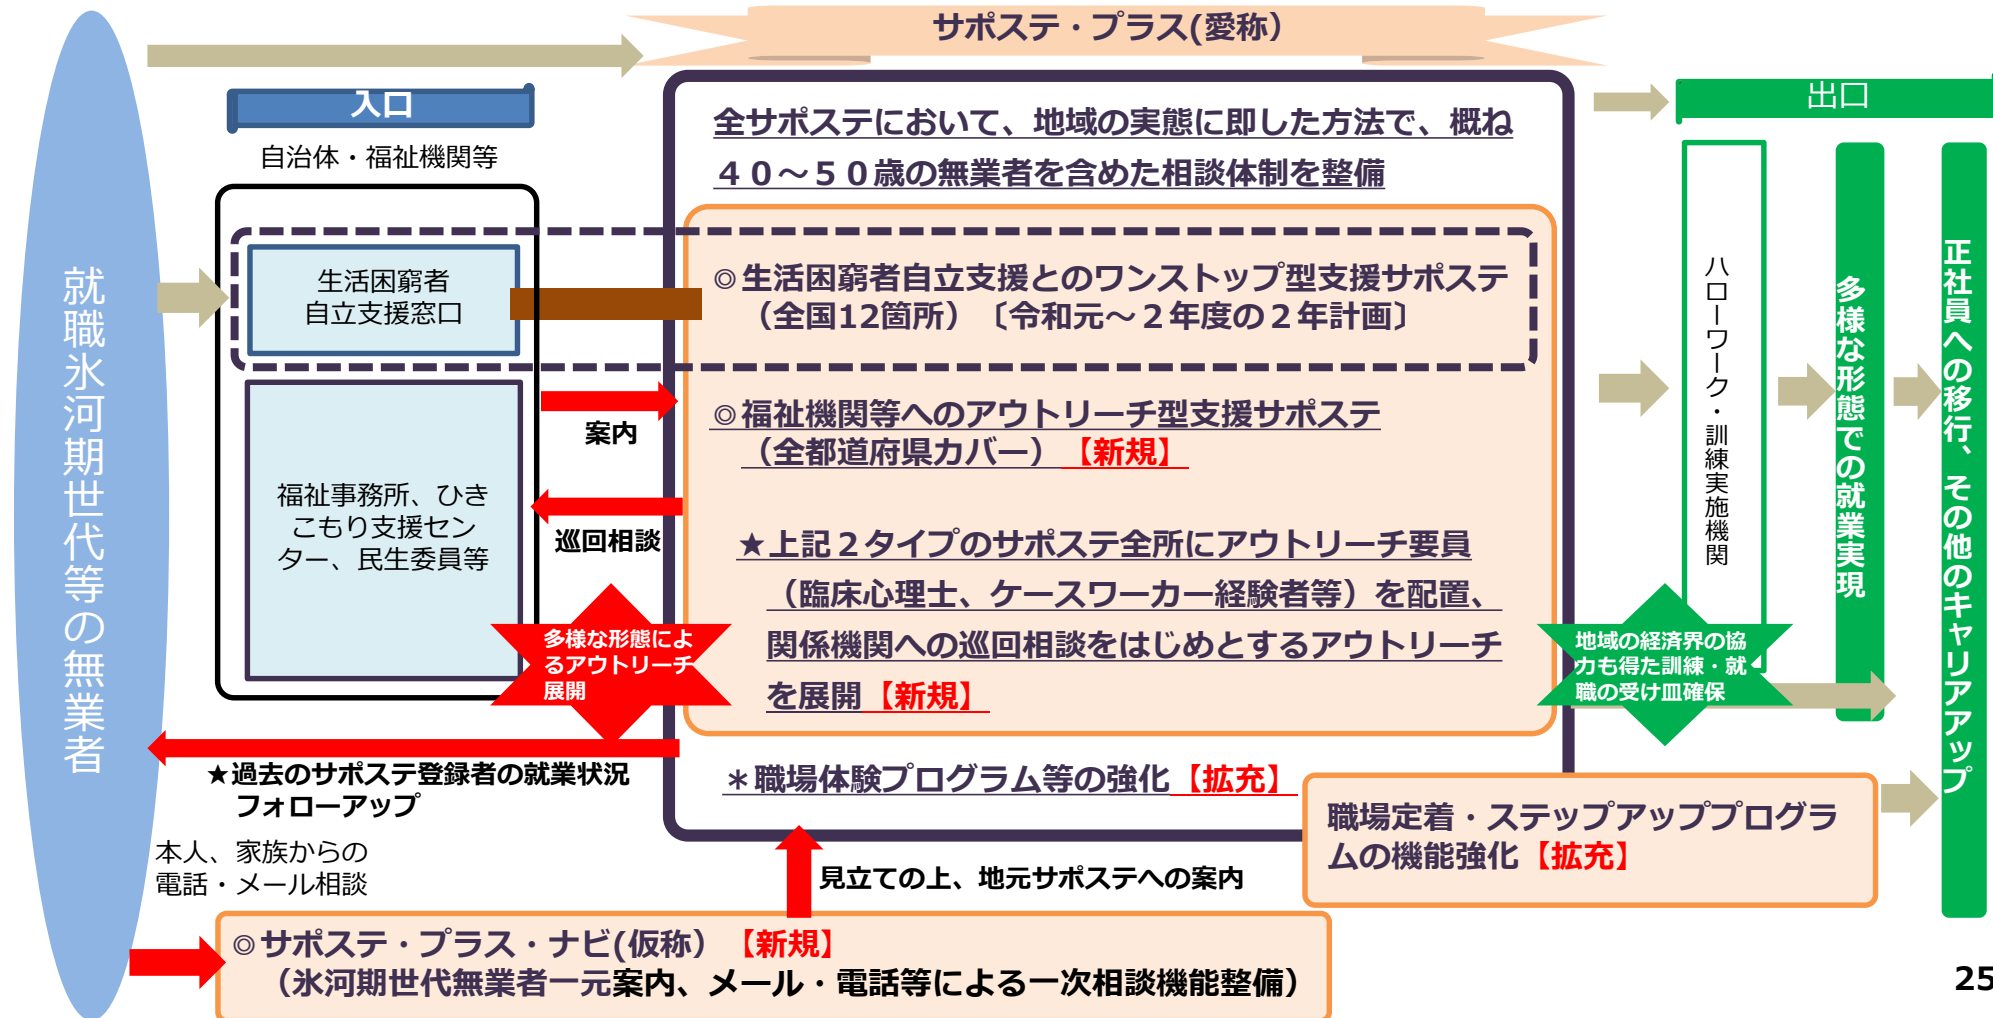 サポステ・プラス(愛称）
就職氷河期世代等の無業者
入口
自治体・福祉機関等
生活困窮者
自立支援窓口
福祉事務所、ひき
こもり支援セン
ター、民生委員等
案内
巡回相談
多様な形態によ
るアウトリーチ
展開
★過去のサポステ登録者の就業状況
フォローアップ
本人、家族からの
電話・メール相談
全サポステにおいて、地域の実態に即した方法で、概ね
４０～５０歳の無業者を含めた相談体制を整備
◎生活困窮者自立支援とのワンストップ型支援サポステ
（全国12箇所）〔令和元～２年度の２年計画〕
◎福祉機関等へのアウトリーチ型支援サポステ
（全都道府県カバー）【新規】
★上記２タイプのサポステ全所にアウトリーチ要員
（臨床心理士、ケースワーカー経験者等）を配置、
関係機関への巡回相談をはじめとするアウトリーチ
を展開【新規】
＊職場体験プログラム等の強化【拡充】
職場定着・ステップアッププログラ
ムの機能強化【拡充】
見立ての上、地元サポステへの案内
◎サポステ・プラス・ナビ(仮称）【新規】
（氷河期世代無業者一元案内、メール・電話等による一次相談機能整備）
出口
ハローワーク・訓練実施機関
多様な形態での就業実現
正社員への移行、その他のキャリアアップ
地域の経済界の協
力も得た訓練・就
職の受け皿確保
25